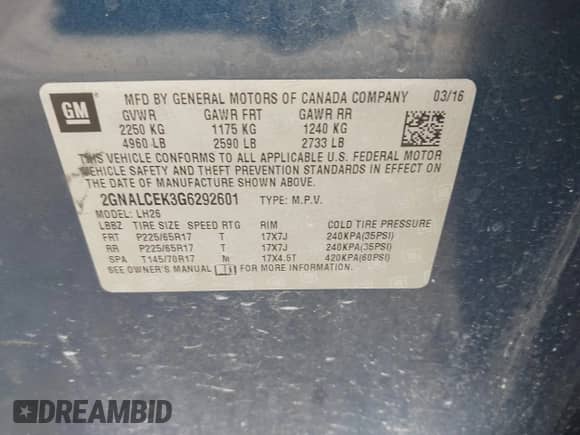 GM
MFD BY GENERAL MOTORS OF CANADA COMPANY 03/16
GVWR GAWR FRT GAWR RR
2250 KG 1175 KG 1240 KG
4960 LB 2590 LB 2733 LB
THIS VEHICLE CONFORMS TO ALL APPLICABLE U.S. FEDERAL MOTOR
VEHICLE SAFETY AND THEFT PREVENTION STANDARDS IN EFFECT ON
THE DATE OF MANUFACTURE SHOWN ABOVE.
2GNALCEK3G6292601 TYPE: M.P.V.
MODEL: LH26
LBBZ TIRE SIZE SPEED RTG RIM COLD TIRE PRESSURE
FRT P225/65R17 T 17X7J 240KPA(35PSI)
RR P225/65R17 T 17X7J 240KPA(35PSI)
SPA T145/70R17 M 17X4.5T 420KPA(60PSI)
SEE OWNER'S MANUAL i FOR MORE INFORMATION.
DREAMBID